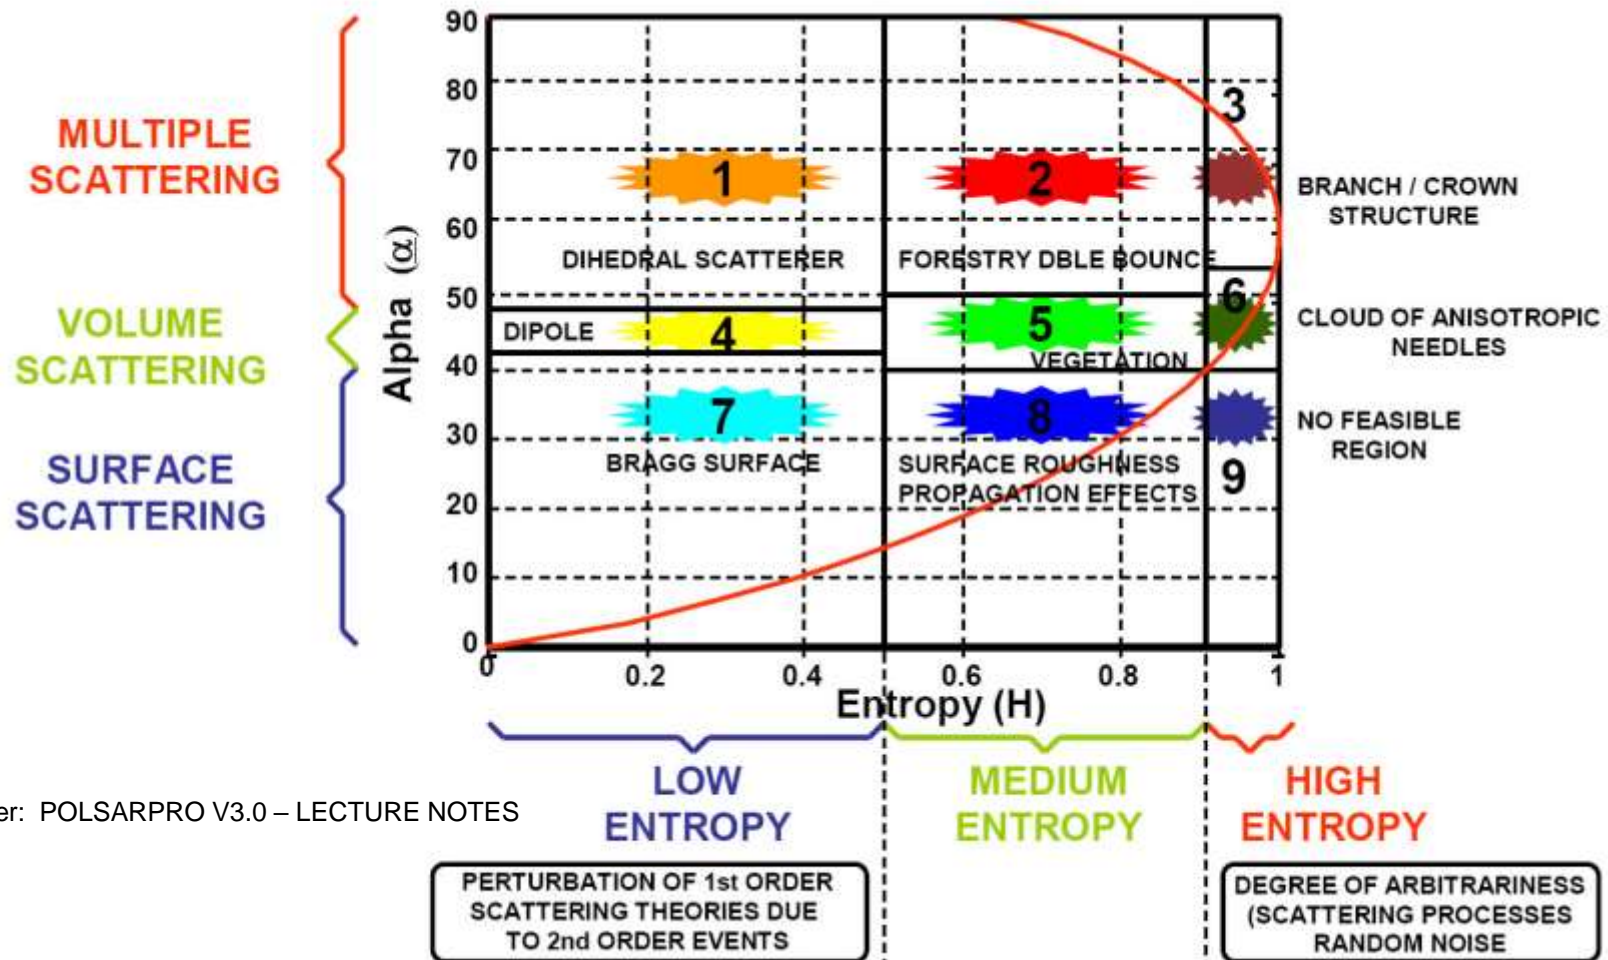 90
80
70
60
50
40
30
20
10
0
MULTIPLE
SCATTERING
VOLUME
SCATTERING
SURFACE
SCATTERING
Alpha (α)
1
2
3
DIHEDRAL SCATTERER
FORESTRY DBLE BOUNCE
BRANCH / CROWN
STRUCTURE
DIPOLE
4
5
VEGETATION
6
CLOUD OF ANISOTROPIC
NEEDLES
7
BRAGG SURFACE
8
SURFACE ROUGHNESS
PROPAGATION EFFECTS
9
NO FEASIBLE
REGION
0
0.2
0.4
0.6
0.8
1
Entropy (H)
LOW
ENTROPY
MEDIUM
ENTROPY
HIGH
ENTROPY
er: POLSARPRO V3.0 – LECTURE NOTES
PERTURBATION OF 1st ORDER
SCATTERING THEORIES DUE
TO 2nd ORDER EVENTS
DEGREE OF ARBITRARINESS
(SCATTERING PROCESSES
RANDOM NOISE